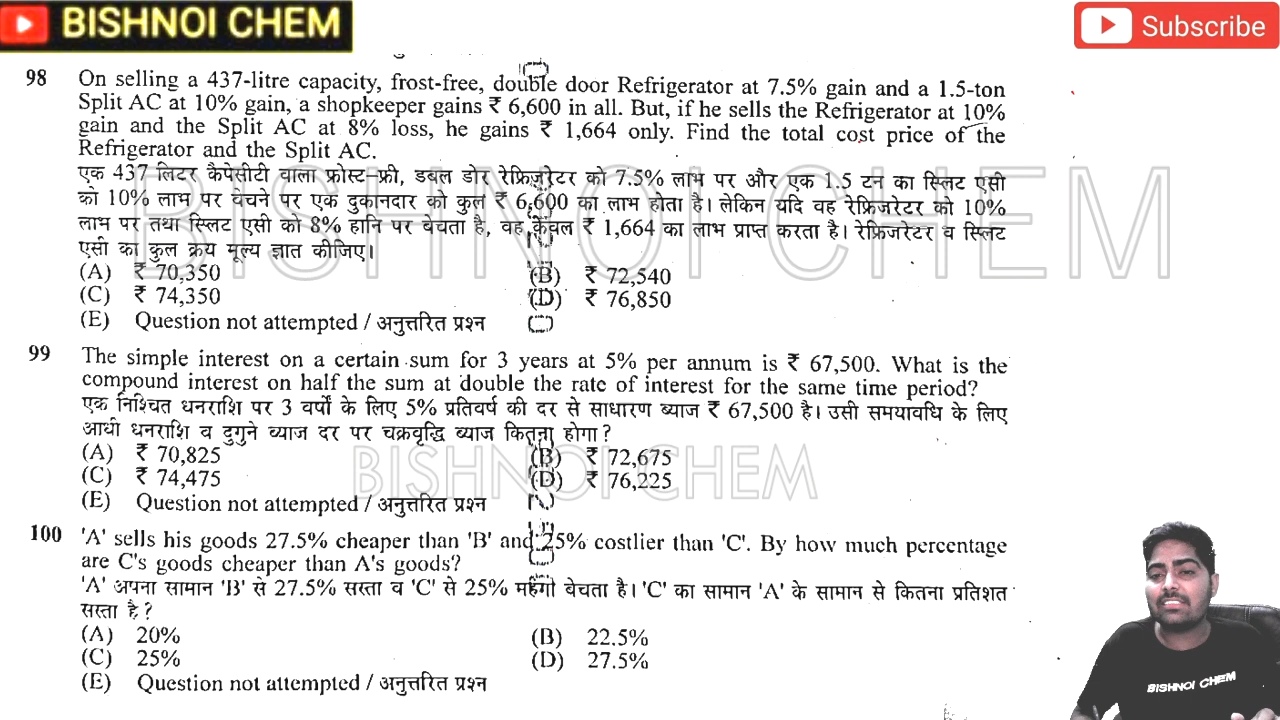 BISHNOI CHEM
Subscribe
98 On selling a 437-litre capacity, frost-free, double door Refrigerator at 7.5% gain and a 1.5-ton
Split AC at 10% gain, a shopkeeper gains ₹ 6,600 in all. But, if he sells the Refrigerator at 10%
gain and the Split AC at 8% loss, he gains ₹ 1,664 only. Find the total cost price of the
Refrigerator and the Split AC.
एक 437 लिटर कैपेसीटी वाला फ्रोस्ट-फ्री, डबल डोर रेफ्रिजरेटर को 7.5% लाभ पर और एक 1.5 टन का स्प्लिट एसी
को 10% लाभ पर बेचने पर एक दुकानदार को कुल ₹ 6,600 का लाभ होता है। लेकिन यदि वह रेफ्रिजरेटर को 10%
लाभ पर तथा स्प्लिट एसी को 8% हानि पर बेचता है, वह केवल ₹ 1,664 का लाभ प्राप्त करता है। रेफ्रिजरेटर व स्प्लिट
एसी का कुल क्रय मूल्य ज्ञात कीजिए।
(A) ₹ 70,350 (B) ₹ 72,540
(C) ₹ 74,350 (D) ₹ 76,850
(E) Question not attempted / अनुत्तरित प्रश्न
BISHNOI CHEM
99 The simple interest on a certain sum for 3 years at 5% per annum is ₹ 67,500. What is the
compound interest on half the sum at double the rate of interest for the same time period?
एक निश्चित धनराशि पर 3 वर्षों के लिए 5% प्रतिवर्ष की दर से साधारण ब्याज ₹ 67,500 है। उसी समयावधि के लिए
आधी धनराशि व दुगुने ब्याज दर पर चक्रवृद्धि ब्याज कितना होगा?
(A) ₹ 70,825 (B) ₹ 72,675
(C) ₹ 74,475 (D) ₹ 76,225
(E) Question not attempted / अनुत्तरित प्रश्न
BISHNOI CHEM
100 'A' sells his goods 27.5% cheaper than 'B' and 25% costlier than 'C'. By how much percentage
are C's goods cheaper than A's goods?
'A' अपना सामान 'B' से 27.5% सस्ता व 'C' से 25% महँगा बेचता है। 'C' का सामान 'A' के सामान से कितना प्रतिशत
सस्ता है?
(A) 20% (B) 22.5%
(C) 25% (D) 27.5%
(E) Question not attempted / अनुत्तरित प्रश्न
BISHNOI CHEM